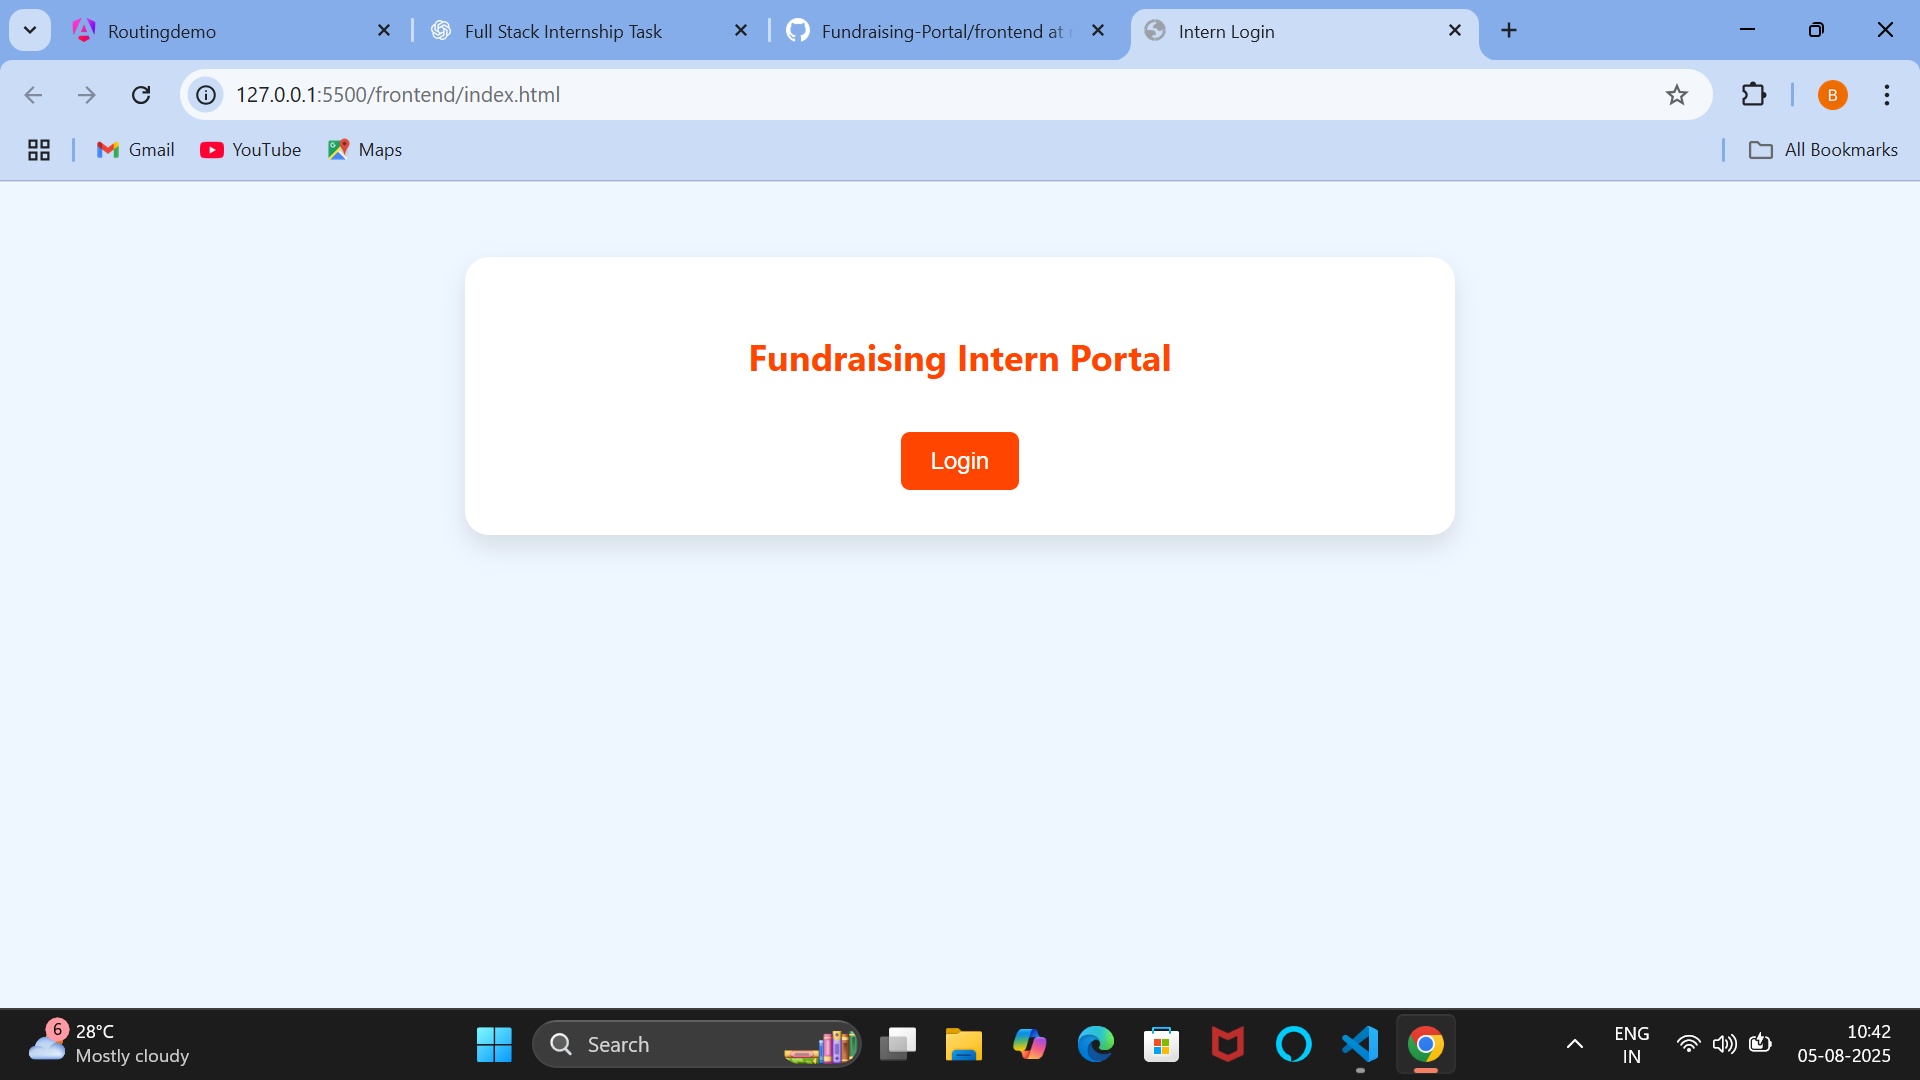 Routingdemo
Full Stack Internship Task
Fundraising-Portal/frontend at
Intern Login
127.0.0.1:5500/frontend/index.html
B
Gmail
YouTube
Maps
All Bookmarks
Fundraising Intern Portal
Login
6
28°C
Mostly cloudy
Search
ENG
IN
10:42
05-08-2025